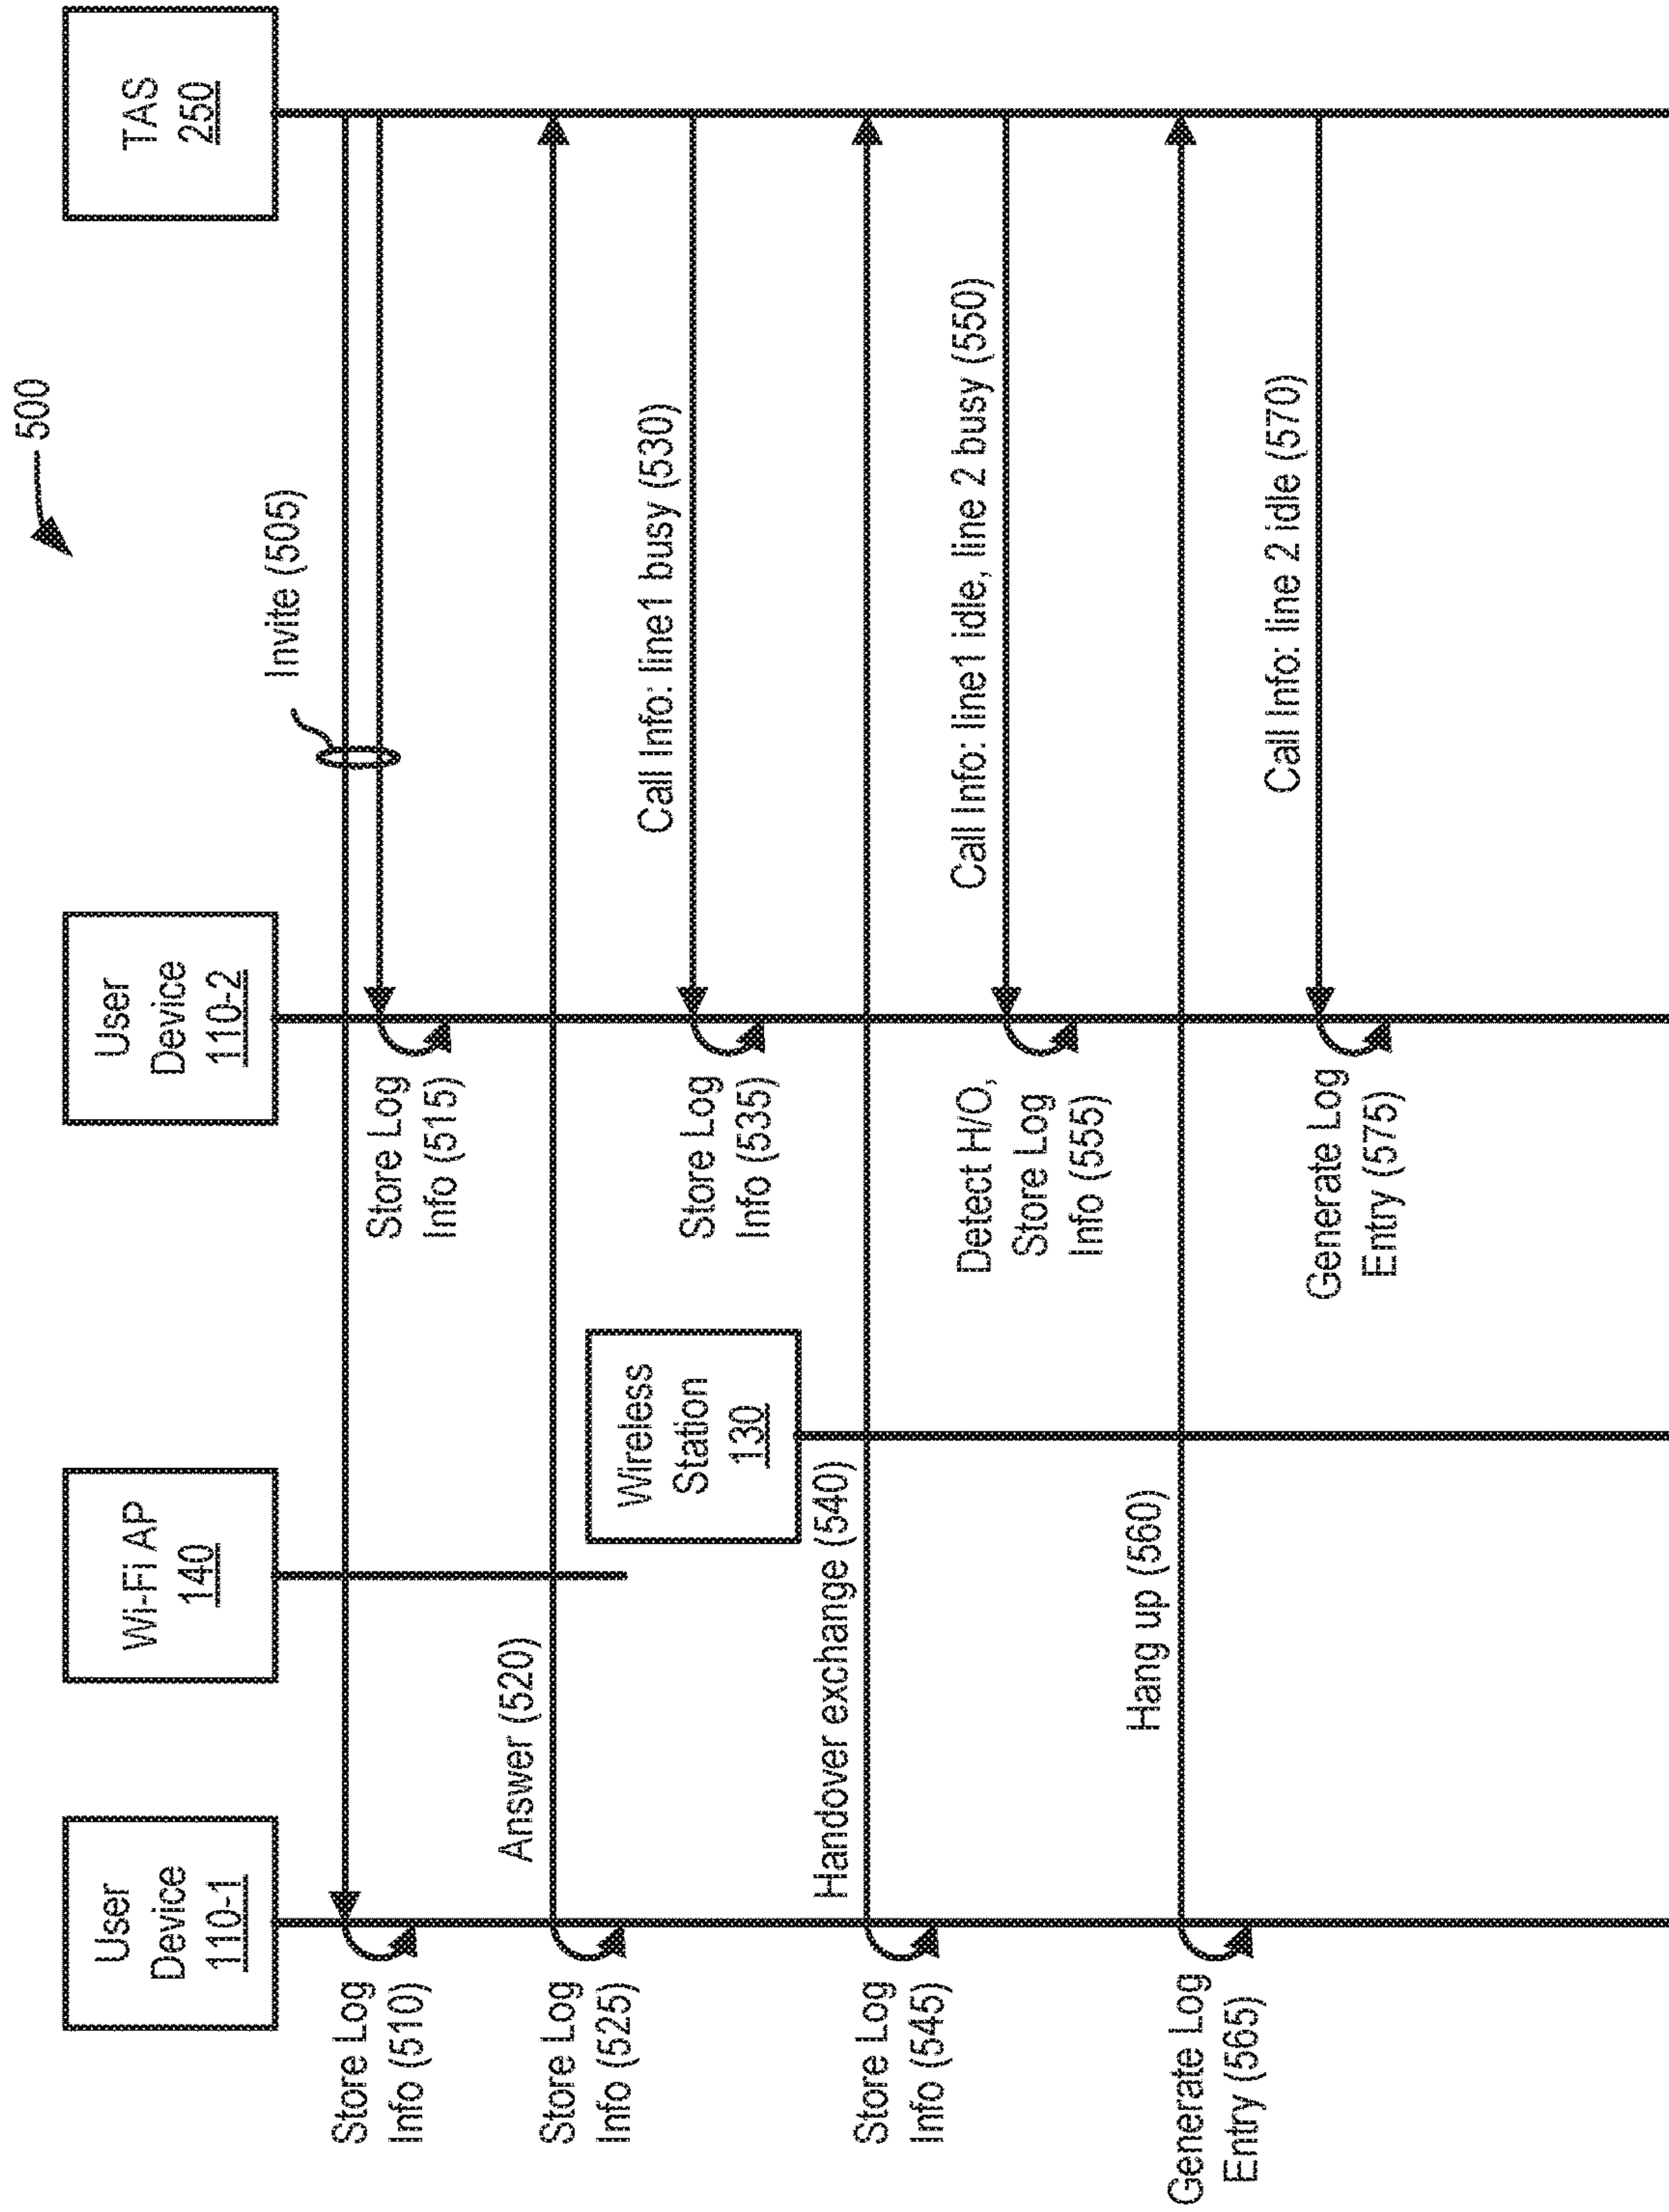 500
User
Device
110-1
Wi-Fi AP
140
User
Device
110-2
TAS
250
Invite (505)
Store Log
Info (510)
Store Log
Info (515)
Answer (520)
Store Log
Info (525)
Wireless
Station
130
Call Info: line1 busy (530)
Store Log
Info (535)
Handover exchange (540)
Store Log
Info (545)
Call Info: line1 idle, line 2 busy (550)
Detect H/O,
Store Log
Info (555)
Hang up (560)
Generate Log
Entry (565)
Call Info: line 2 idle (570)
Generate Log
Entry (575)